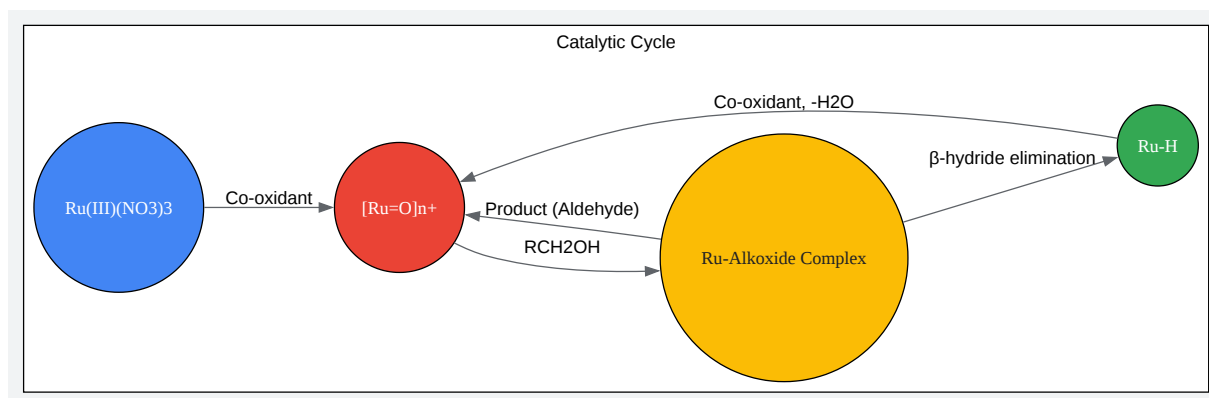 Catalytic Cycle
Co-oxidant, -H2O
Ru-H
β-hydride elimination
Ru(III)(NO3)3
Co-oxidant
[Ru=O]n+
Product (Aldehyde)
RCH2OH
Ru-Alkoxide Complex